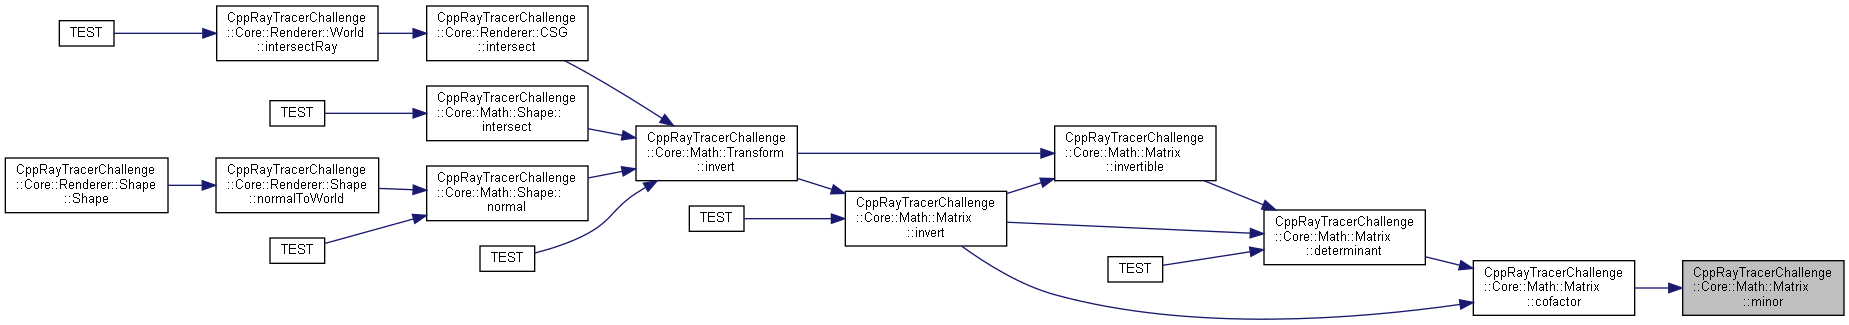 TEST
CppRayTracerChallenge
::Core::Renderer::World
::intersectRay
CppRayTracerChallenge
::Core::Renderer::CSG
::intersect
TEST
CppRayTracerChallenge
::Core::Math::Shape::
intersect
CppRayTracerChallenge
::Core::Renderer::Shape
::Shape
CppRayTracerChallenge
::Core::Renderer::Shape
::normalToWorld
CppRayTracerChallenge
::Core::Math::Shape::
normal
TEST
TEST
CppRayTracerChallenge
::Core::Math::Transform
::invert
TEST
CppRayTracerChallenge
::Core::Math::Matrix
::invert
CppRayTracerChallenge
::Core::Math::Matrix
::invertible
TEST
CppRayTracerChallenge
::Core::Math::Matrix
::determinant
CppRayTracerChallenge
::Core::Math::Matrix
::cofactor
CppRayTracerChallenge
::Core::Math::Matrix
::minor